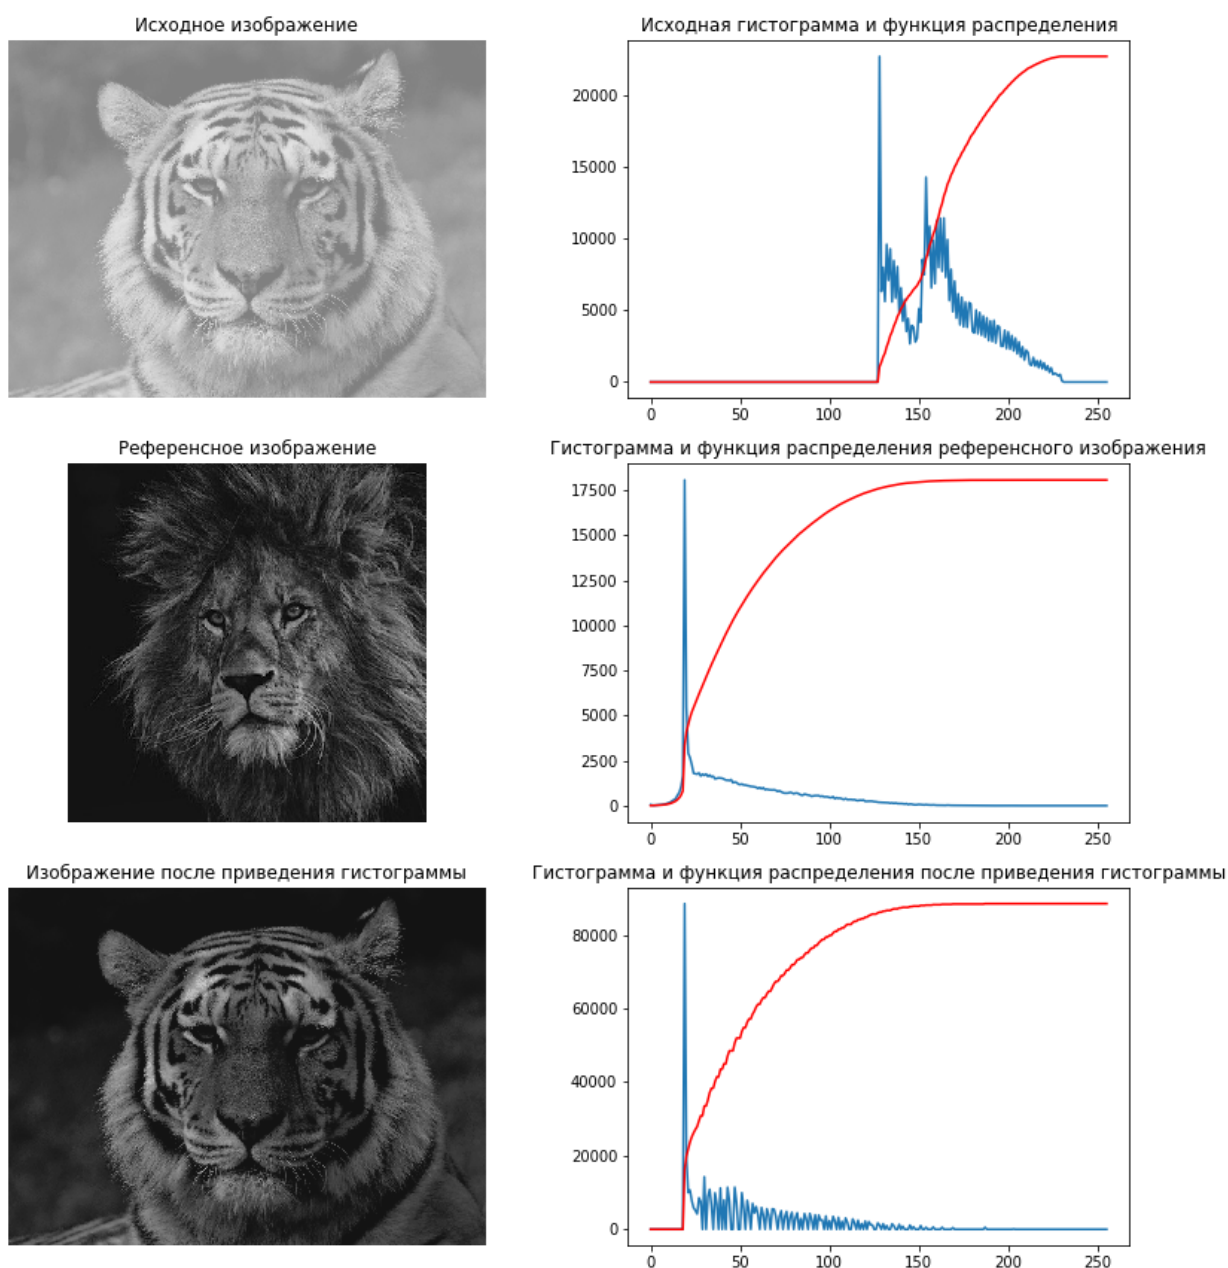 Исходное изображение
Исходная гистограмма и функция распределения
20000
15000
10000
5000
0
0 50 100 150 200 250
Референсное изображение
Гистограмма и функция распределения референсного изображения
17500
15000
12500
10000
7500
5000
2500
0
0 50 100 150 200 250
Изображение после приведения гистограммы
Гистограмма и функция распределения после приведения гистограммы
80000
60000
40000
20000
0
0 50 100 150 200 250